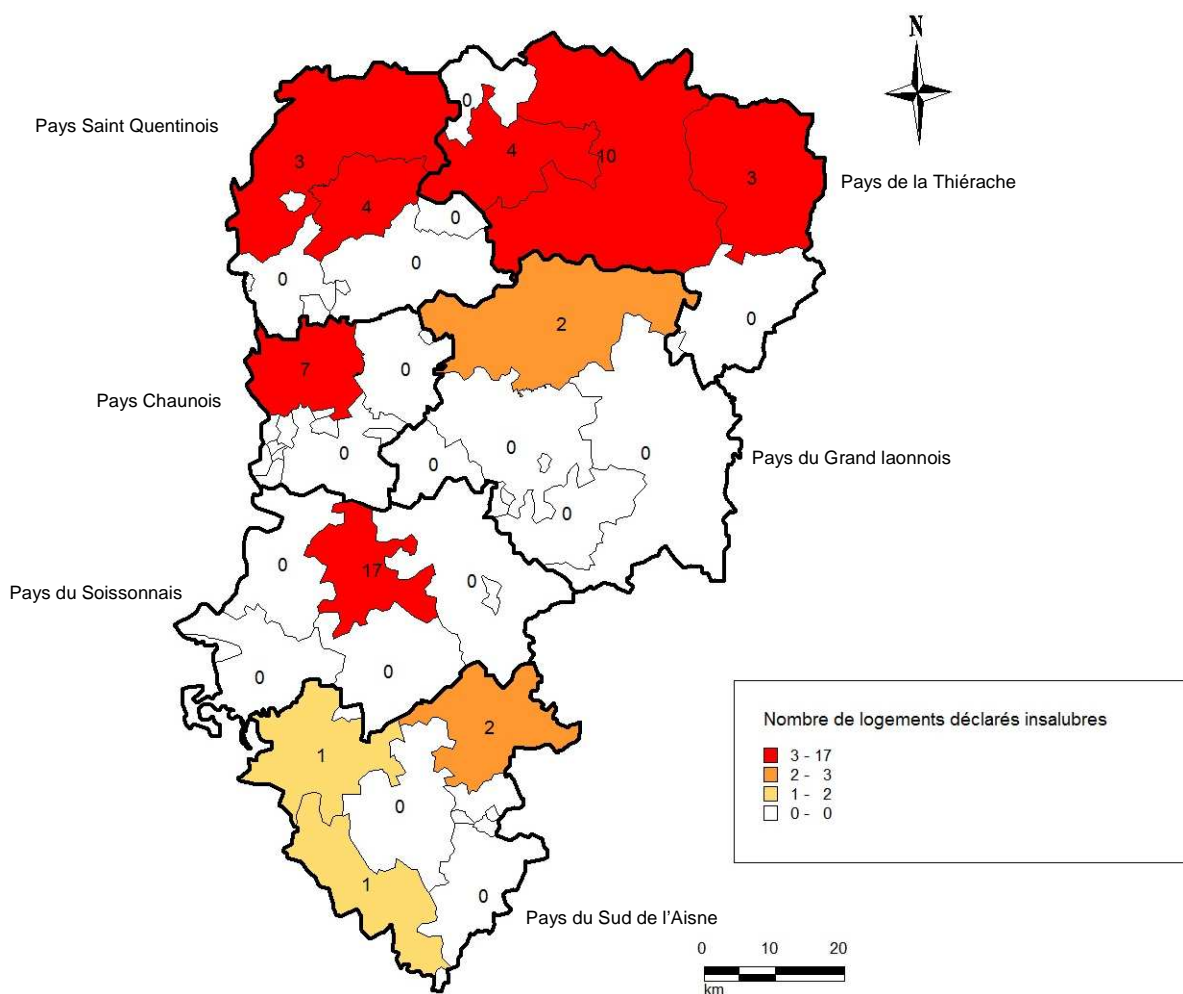 N
Pays Saint Quentinois
0
3
4
10
3
Pays de la Thiérache
4
0
0
0
0
2
7
0
Pays Chaunois
0
0
0
0
Pays du Grand laonnois
0
0
17
0
Pays du Soissonnais
0
0
2
Nombre de logements déclarés insalubres
3 - 17
2 - 3
1 - 2
0 - 0
1
0
1
0
Pays du Sud de l'Aisne
0 10 20
km